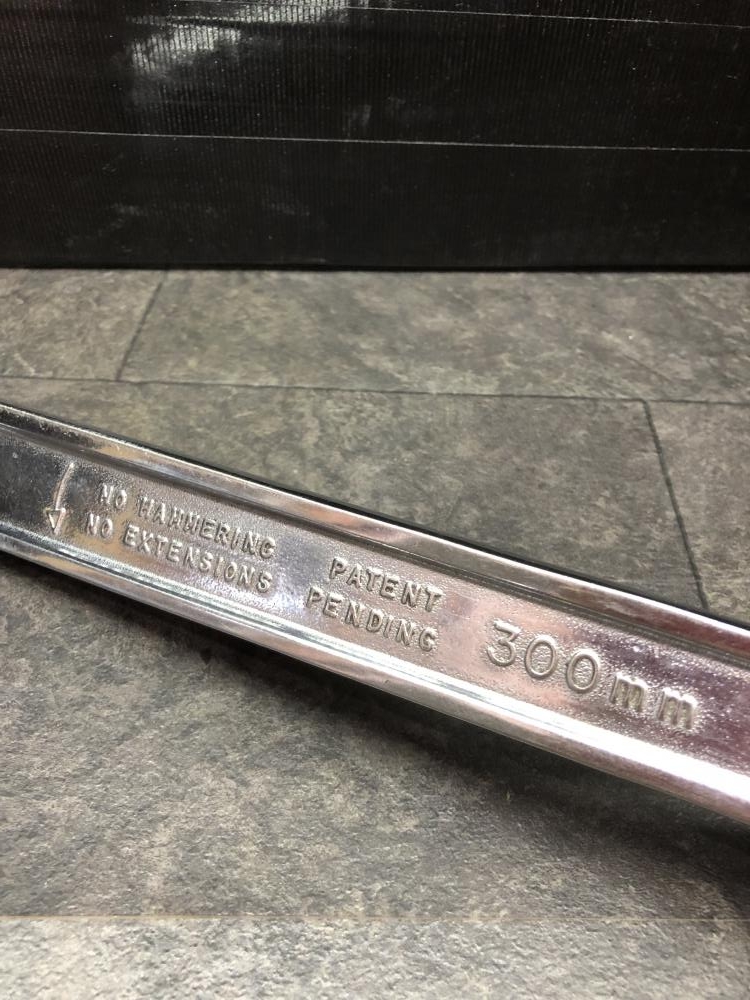 NO HAMMERING
NO EXTENSIONS
PATENT
PENDING
300mm